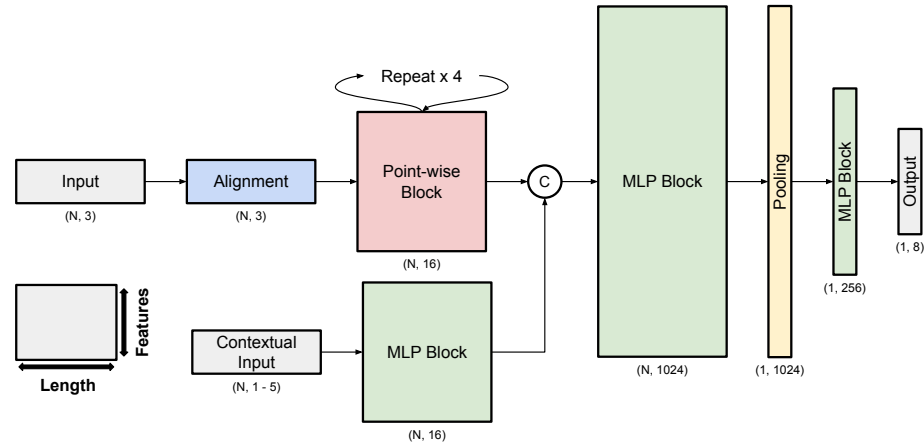 Repeat x 4
Input
(N, 3)
Alignment
(N, 3)
Point-wise
Block
(N, 16)
C
MLP Block
(N, 1024)
Pooling
(1, 1024)
MLP Block
(1, 256)
Output
(1, 8)
Features
Length
Contextual
Input
(N, 1 - 5)
MLP Block
(N, 16)